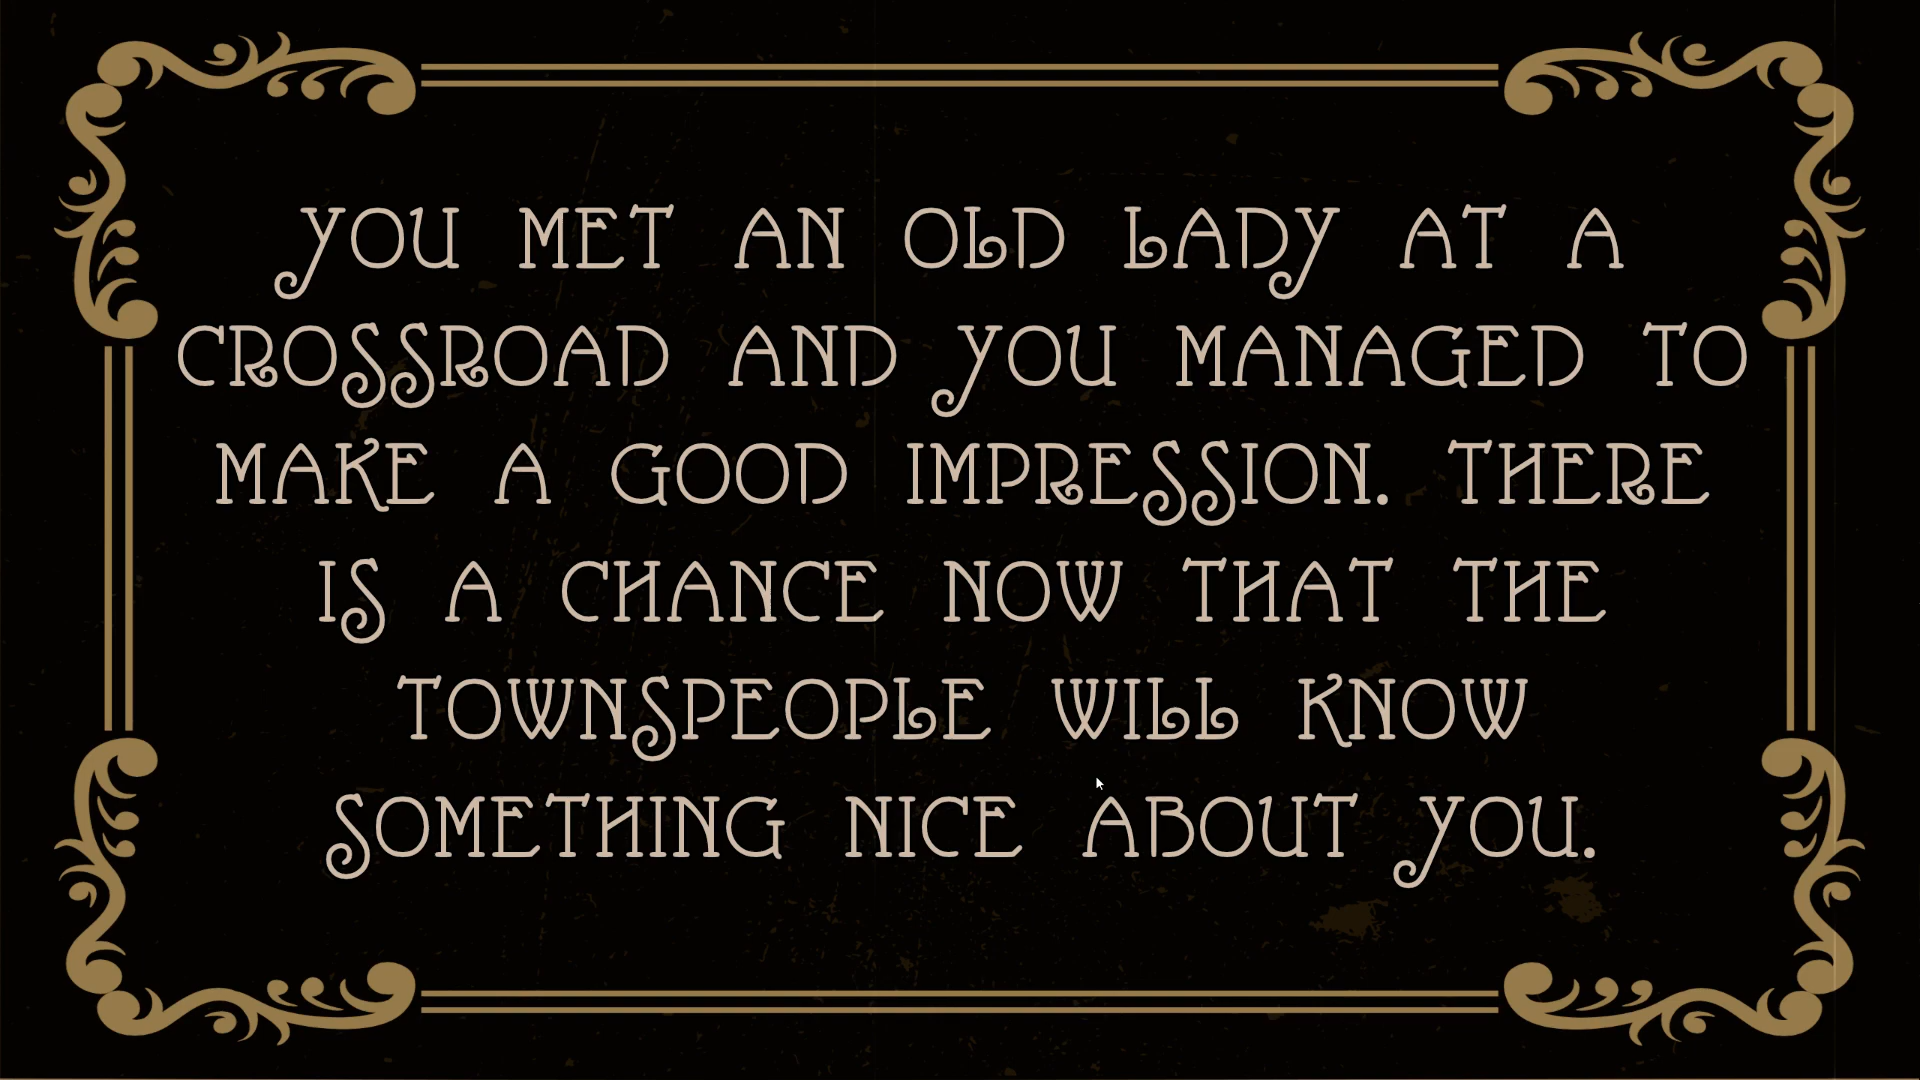 YOU MET AN OLD LADY AT A
CROSSROAD AND YOU MANAGED TO
MAKE A GOOD IMPRESSION. THERE
IS A CHANCE NOW THAT THE
TOWNSPEOPLE WILL KNOW
SOMETHING NICE ABOUT YOU.